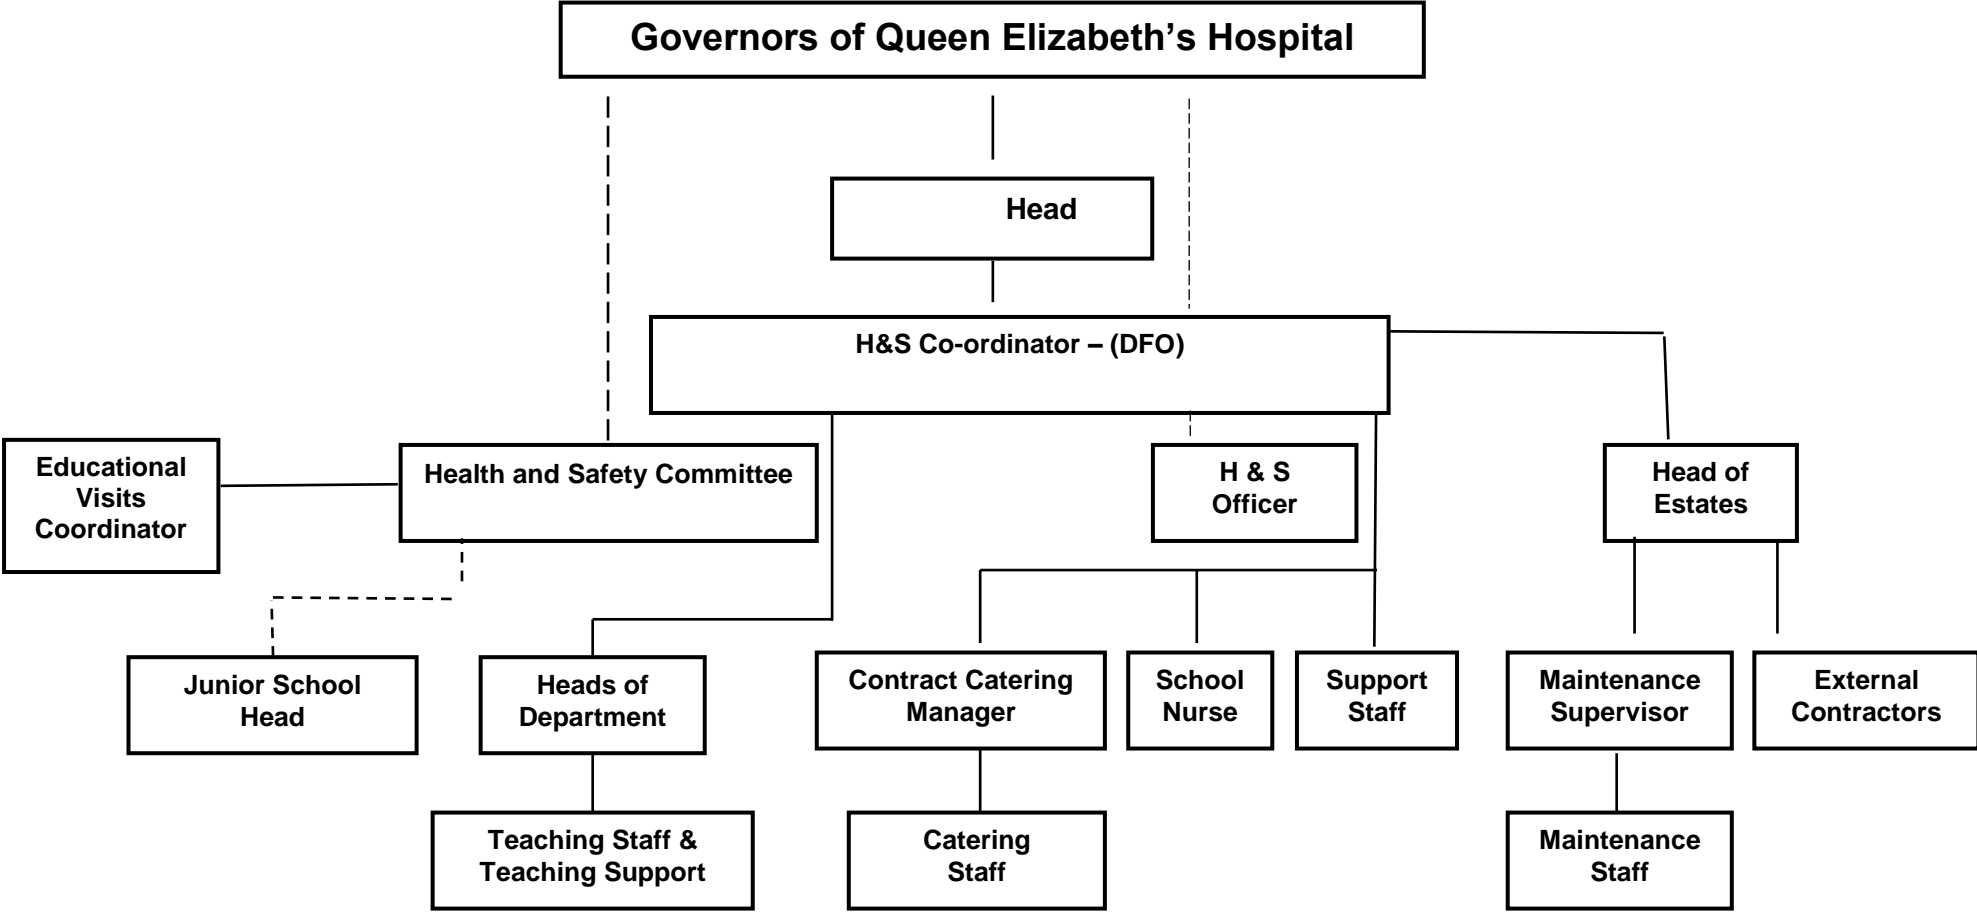 Governors of Queen Elizabeth’s Hospital
Head
H&S Co-ordinator – (DFO)
Educational
Visits
Coordinator
Health and Safety Committee
H & S
Officer
Head of
Estates
Junior School
Head
Heads of
Department
Contract Catering
Manager
School
Nurse
Support
Staff
Maintenance
Supervisor
External
Contractors
Teaching Staff &
Teaching Support
Catering
Staff
Maintenance
Staff